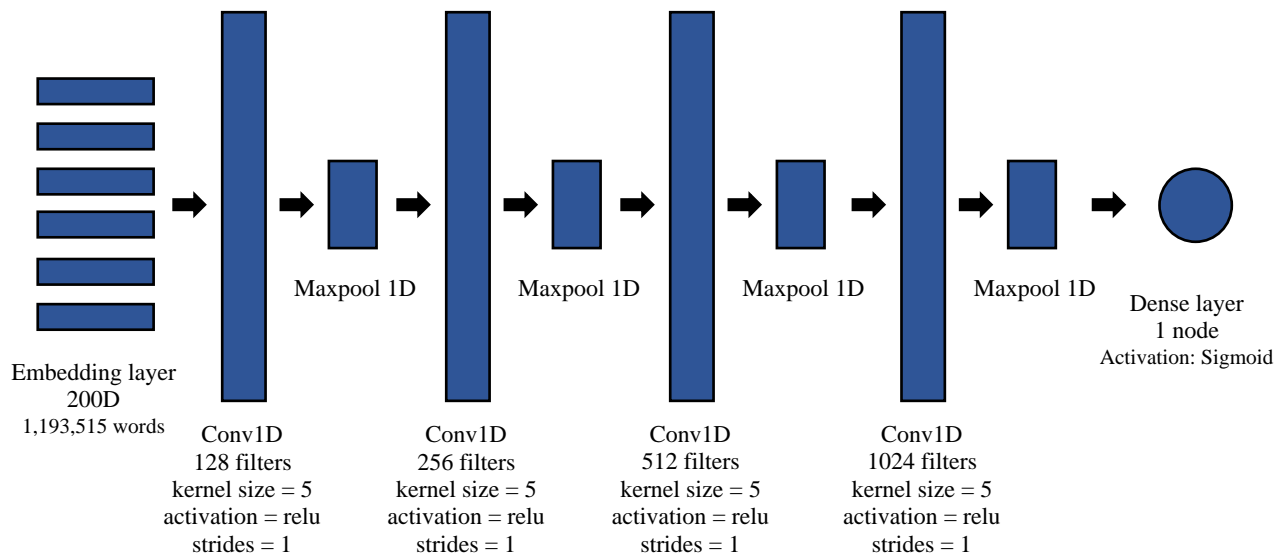 Embedding layer
200D
1,193,515 words
Conv1D
128 filters
kernel size = 5
activation = relu
strides = 1
Maxpool 1D
Conv1D
256 filters
kernel size = 5
activation = relu
strides = 1
Maxpool 1D
Conv1D
512 filters
kernel size = 5
activation = relu
strides = 1
Maxpool 1D
Conv1D
1024 filters
kernel size = 5
activation = relu
strides = 1
Maxpool 1D
Dense layer
1 node
Activation: Sigmoid